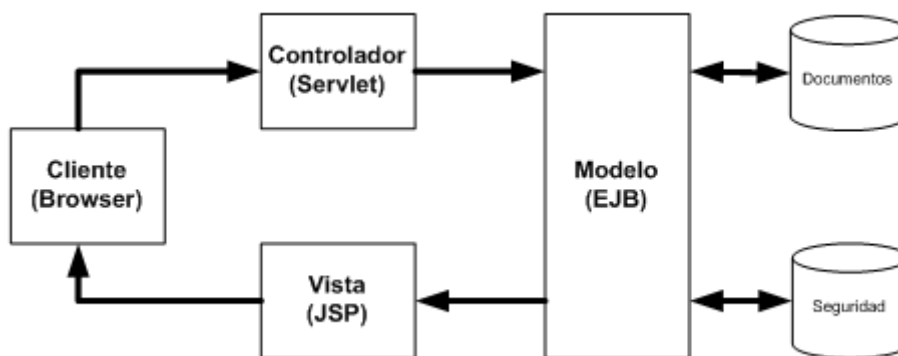 Controlador
(Servlet)
Documentos
Cliente
(Browser)
Modelo
(EJB)
Vista
(JSP)
Seguridad